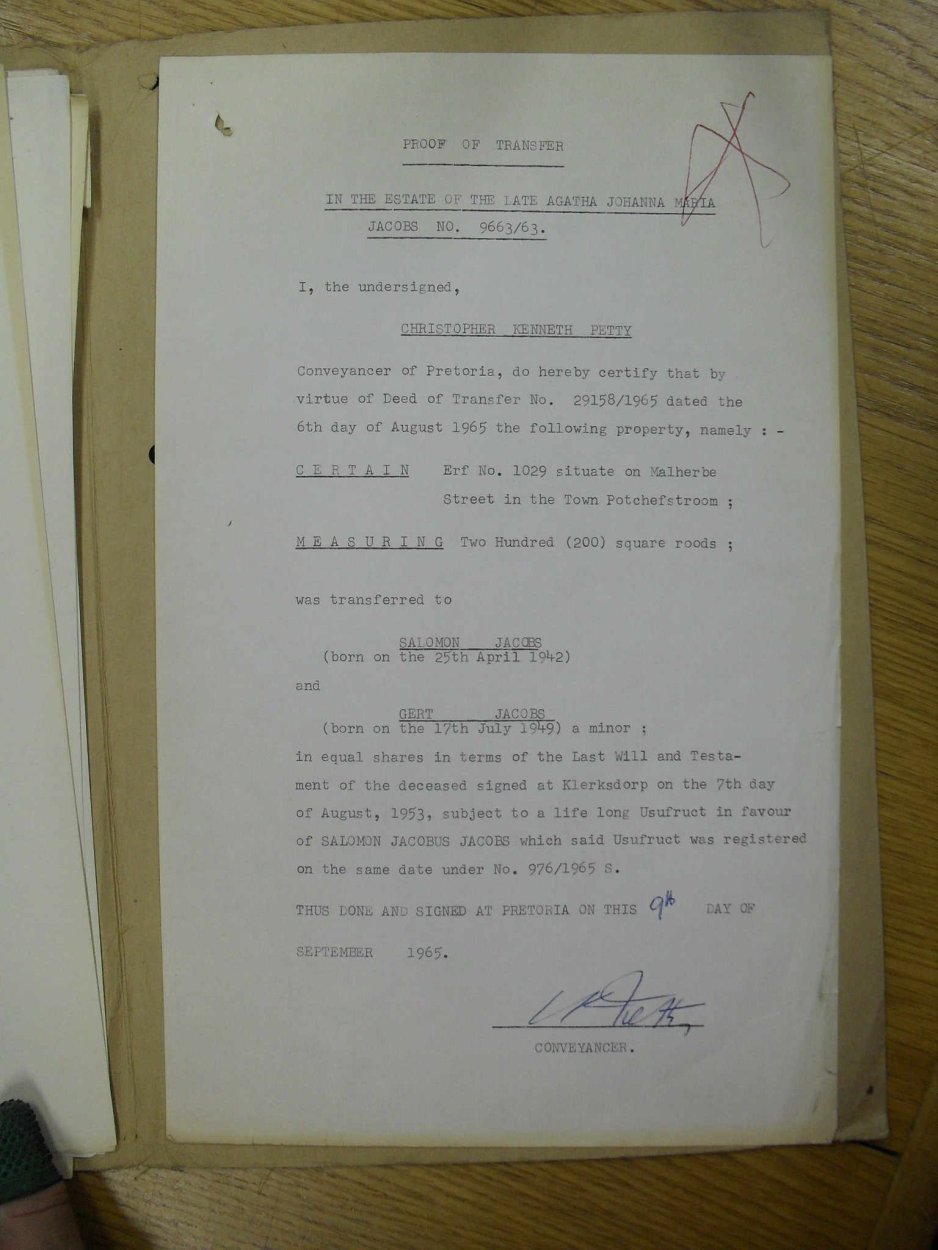 PROOF OF TRANSFER
IN THE ESTATE OF THE LATE AGATHA JOHANNA MARIA
JACOBS NO. 9663/63.
I, the undersigned,
CHRISTOPHER KENNETH PETTY
Conveyancer of Pretoria, do hereby certify that by
virtue of Deed of Transfer No. 29158/1965 dated the
6th day of August 1965 the following property, namely : -
C E R T A I N Erf No. 1029 situate on Malherbe
Street in the Town Potchefstroom ;
M E A S U R I N G Two Hundred (200) square roods ;
was transferred to
SALOMON JACOBS
(born on the 25th April 1942)
and
GERT JACOBS
(born on the 17th July 1949) a minor ;
in equal shares in terms of the Last Will and Testa-
ment of the deceased signed at Klerksdorp on the 7th day
of August, 1953, subject to a life long Usufruct in favour
of SALOMON JACOBUS JACOBS which said Usufruct was registered
on the same date under No. 976/1965 S.
THUS DONE AND SIGNED AT PRETORIA ON THIS 9th DAY OF
SEPTEMBER 1965.
CONVEYANCER.